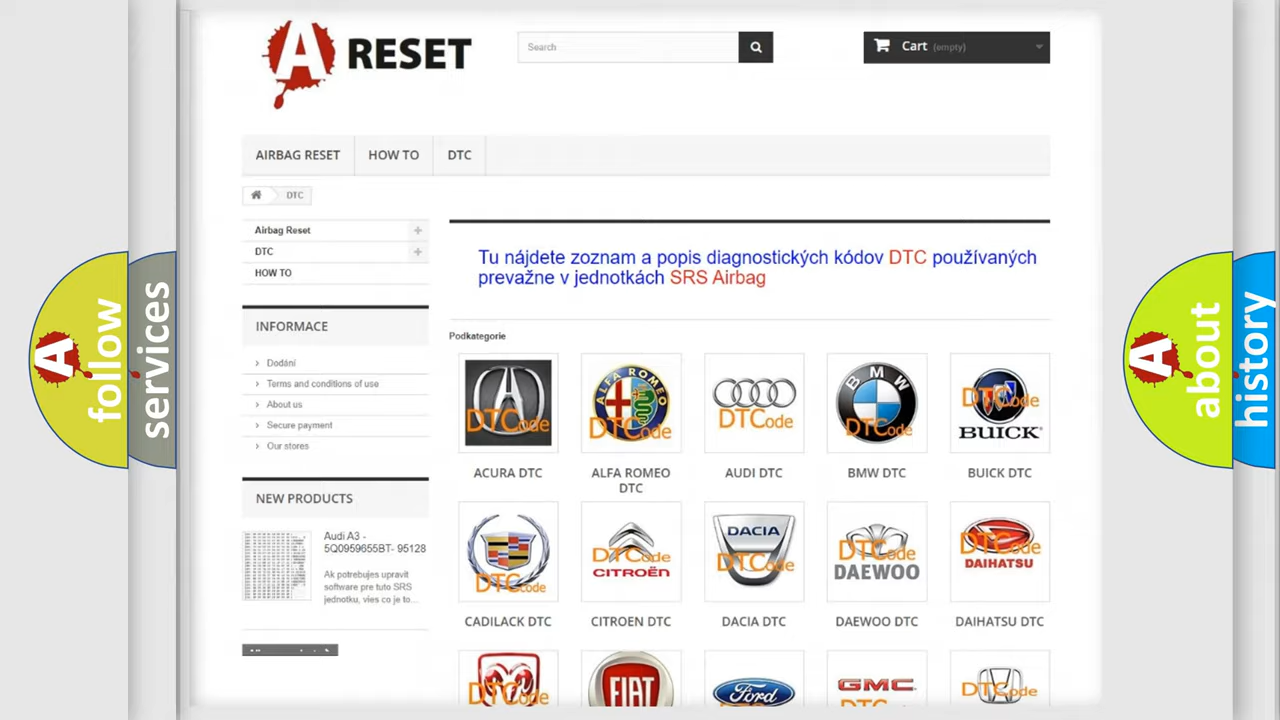 A RESET
Search
Cart (empty)
AIRBAG RESET
HOW TO
DTC
DTC
Airbag Reset
DTC
HOW TO
INFORMACE
Dodání
Terms and conditions of use
About us
Secure payment
Our stores
NEW PRODUCTS
Audi A3 -
5Q0959655BT- 95128
Ak potrebujes upravit
software pre tuto SRS
jednotku, vies co je to...
Tu nájdete zoznam a popis diagnostických kódov DTC používaných
prevažne v jednotkách SRS Airbag
Podkategorie
DTCode
ALFA ROMEO
DTCode
DTCode
BMW
DTCode
DTCode
BUICK
ACURA DTC
ALFA ROMEO
DTC
AUDI DTC
BMW DTC
BUICK DTC
DTCode
DTCode
CITROËN
DACIA
DTCode
DTCode
DAEWOO
DTCode
DAIHATSU
CADILACK DTC
CITROEN DTC
DACIA DTC
DAEWOO DTC
DAIHATSU DTC
DTCode
FIAT
Ford
GMC
DTCode
A follow
services
A about
history